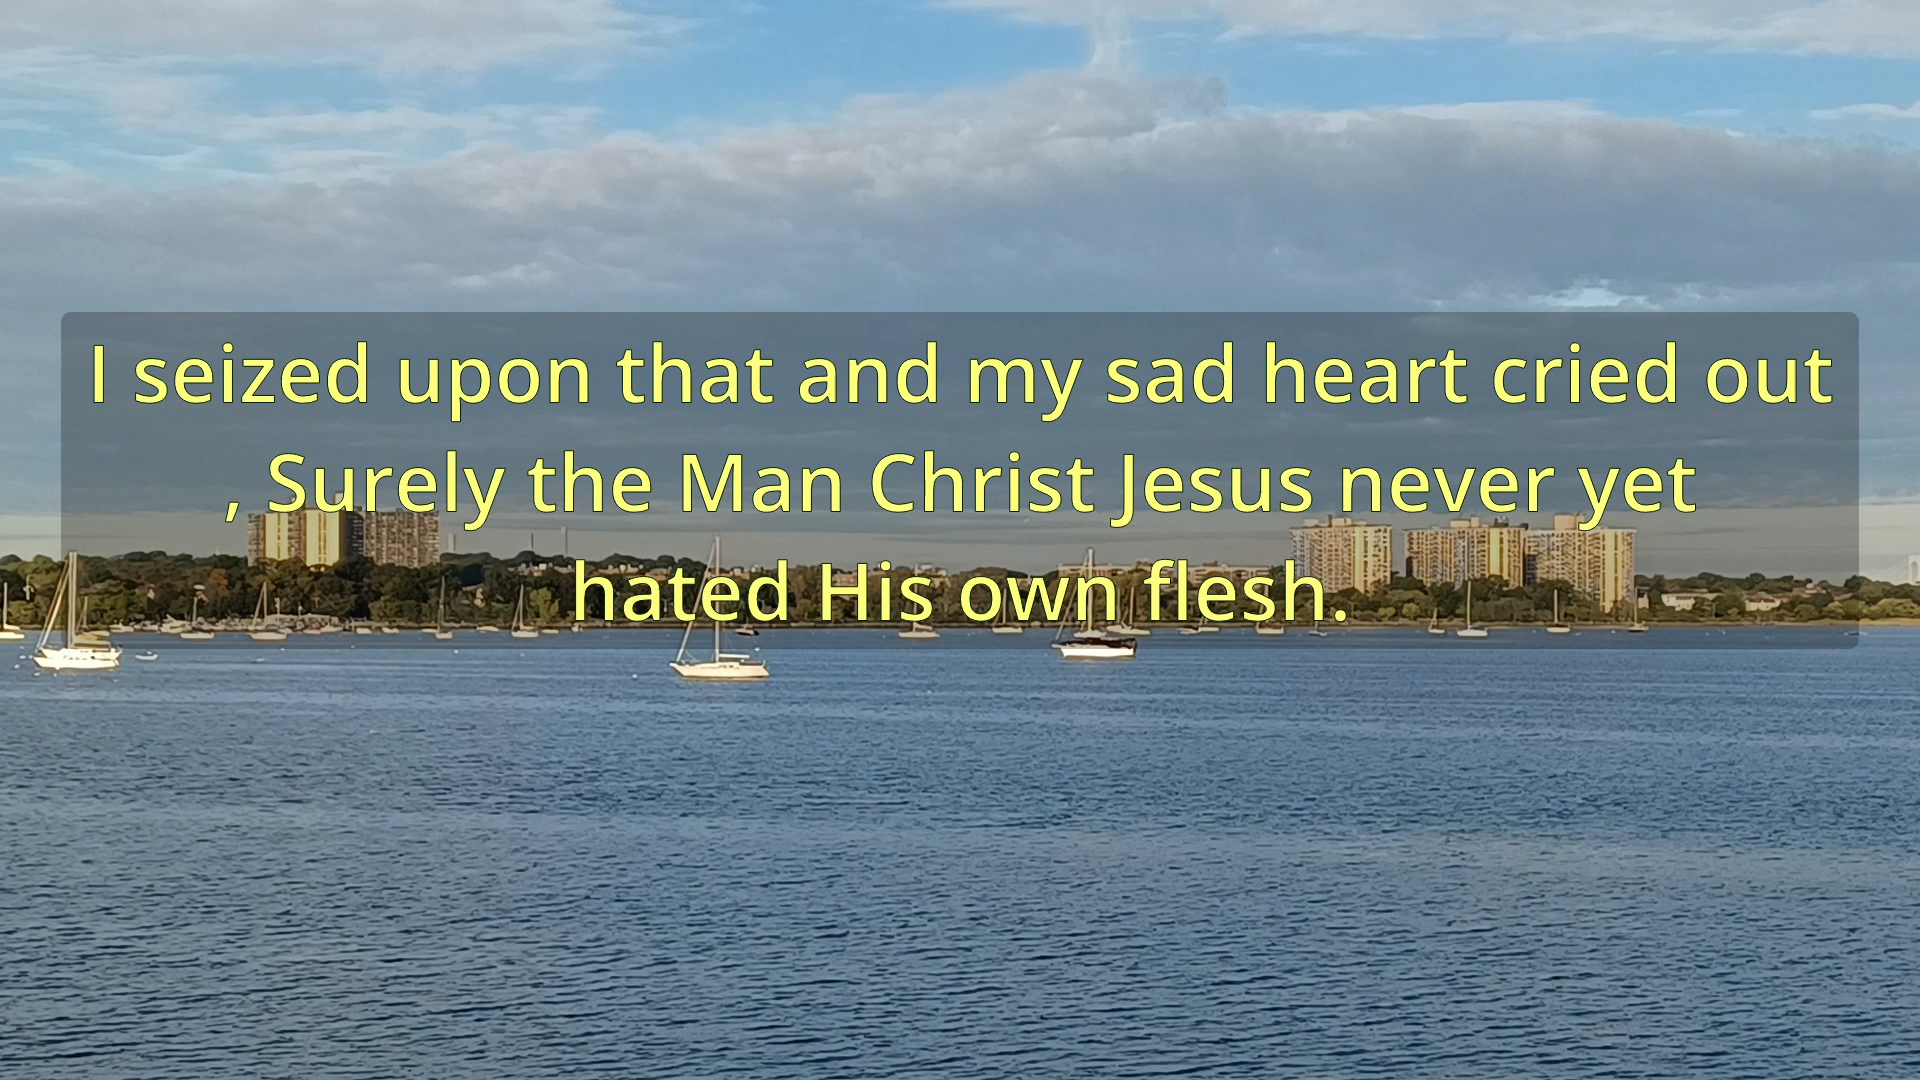 I seized upon that and my sad heart cried out
, Surely the Man Christ Jesus never yet
hated His own flesh.